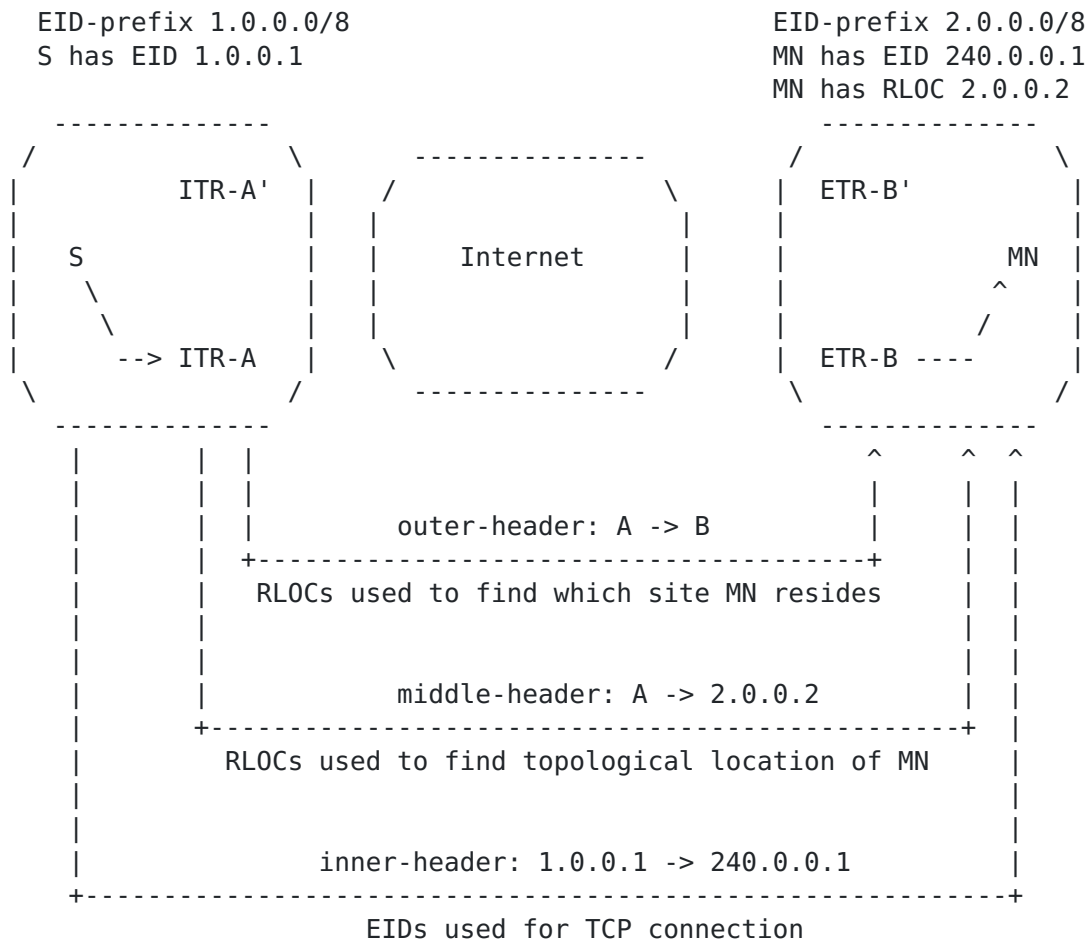 EID-prefix 1.0.0.0/8 EID-prefix 2.0.0.0/8
S has EID 1.0.0.1 MN has EID 240.0.0.1
MN has RLOC 2.0.0.2
ITR-A' ETR-B'
S Internet MN
--> ITR-A ETR-B ----
outer-header: A -> B
RLOCs used to find which site MN resides
middle-header: A -> 2.0.0.2
RLOCs used to find topological location of MN
inner-header: 1.0.0.1 -> 240.0.0.1
EIDs used for TCP connection